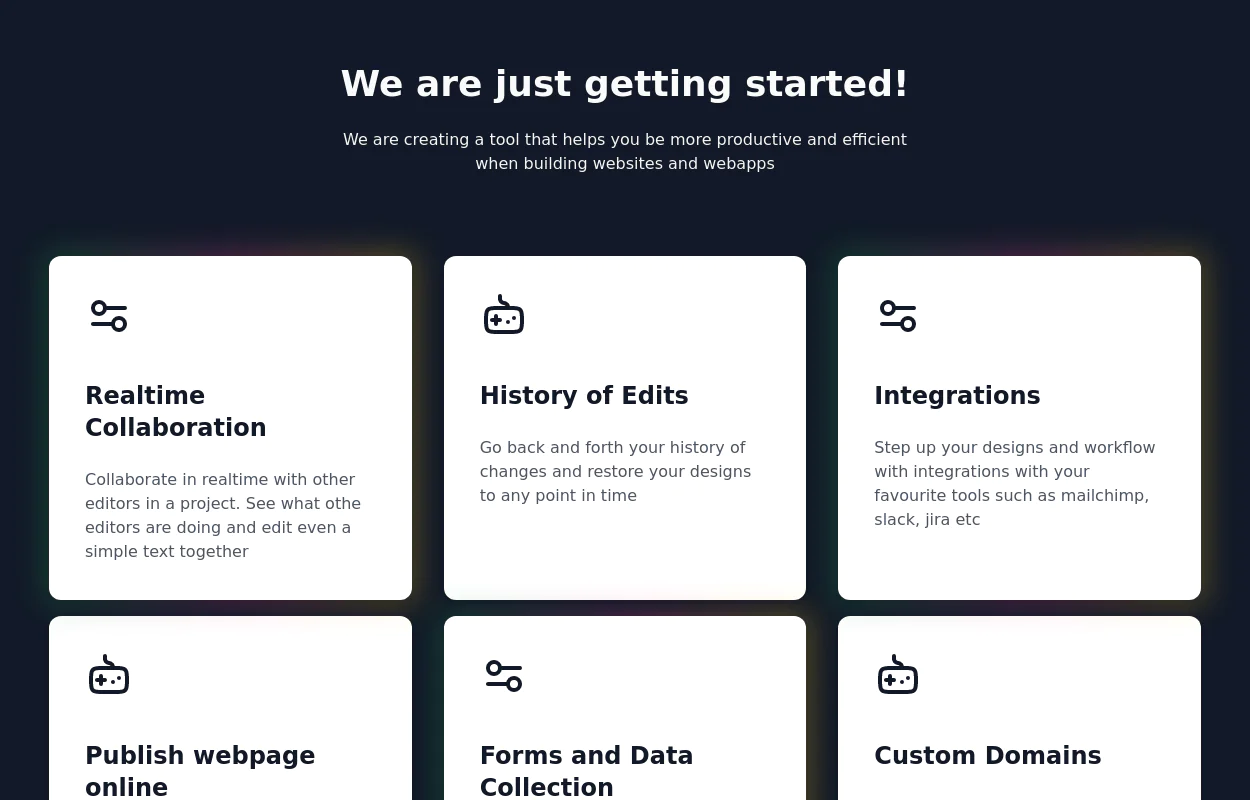 We are just getting started!
We are creating a tool that helps you be more productive and efficient
when building websites and webapps
Realtime
Collaboration
Collaborate in realtime with other
editors in a project. See what othe
editors are doing and edit even a
simple text together
History of Edits
Go back and forth your history of
changes and restore your designs
to any point in time
Integrations
Step up your designs and workflow
with integrations with your
favourite tools such as mailchimp,
slack, jira etc
Publish webpage
online
Forms and Data
Collection
Custom Domains